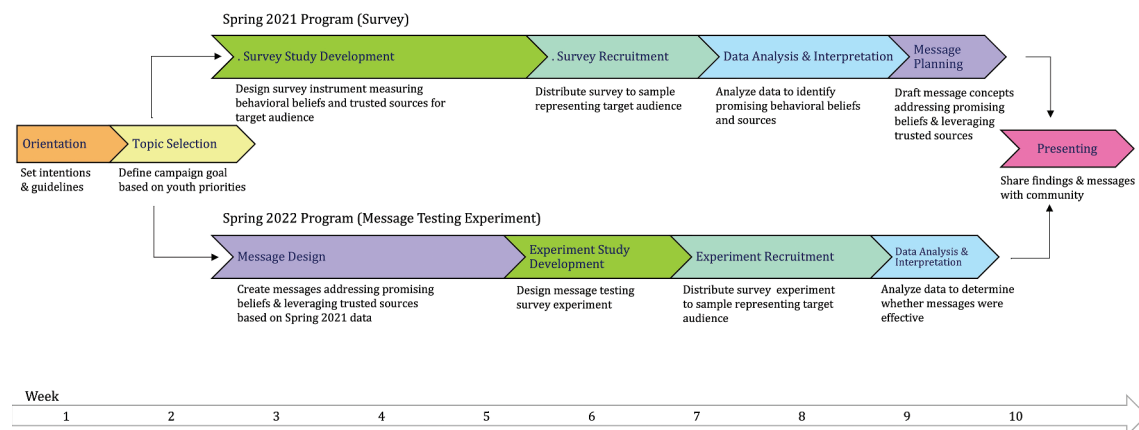 Spring 2021 Program (Survey)
. Survey Study Development
. Survey Recruitment
Data Analysis & Interpretation
Message
Planning
Design survey instrument measuring
behavioral beliefs and trusted sources for
target audience
Distribute survey to sample
representing target audience
Analyze data to identify
promising behavioral beliefs
and sources
Draft message concepts
addressing promising
beliefs & leveraging
trusted sources
Orientation
Topic Selection
Presenting
Set intentions
& guidelines
Define campaign goal
based on youth priorities
Share findings & messages
with community
Spring 2022 Program (Message Testing Experiment)
Message Design
Experiment Study
Development
Experiment Recruitment
Data Analysis &
Interpretation
Create messages addressing promising
beliefs & leveraging trusted sources
based on Spring 2021 data
Design message testing
survey experiment
Distribute survey experiment
to sample representing target
audience
Analyze data to determine
whether messages were
effective
Week
1 2 3 4 5 6 7 8 9 10